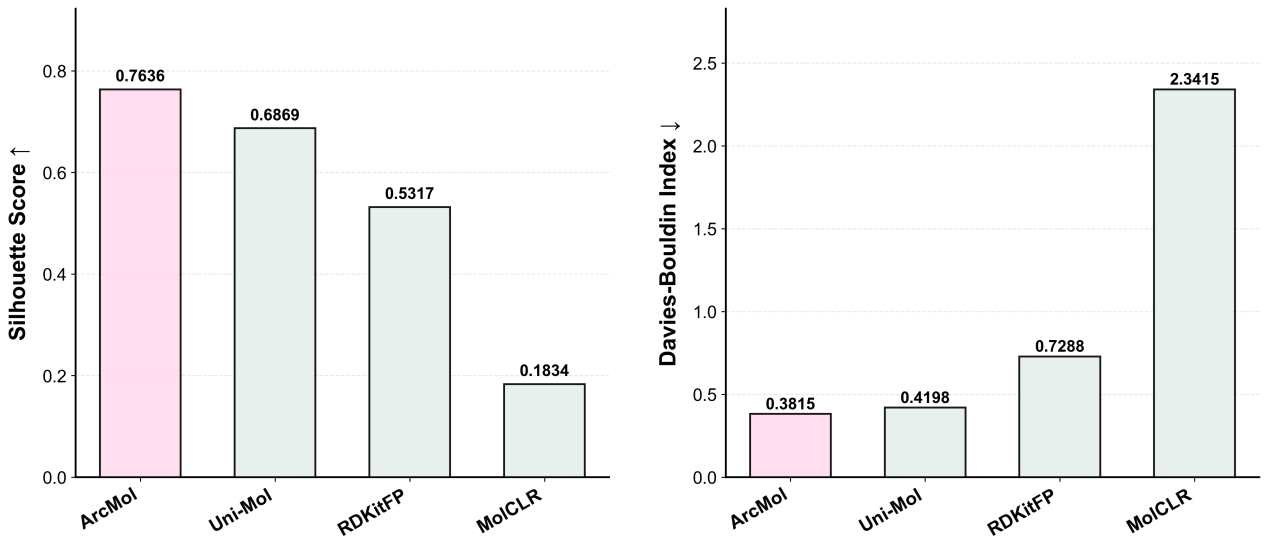 Silhouette Score ↑
0.8
0.6
0.4
0.2
0.0
0.7636
0.6869
0.5317
0.1834
ArcMol
Uni-Mol
RDKitFP
MolCLR
Davies-Bouldin Index ↓
2.5
2.0
1.5
1.0
0.5
0.0
0.3815
0.4198
0.7288
2.3415
ArcMol
Uni-Mol
RDKitFP
MolCLR